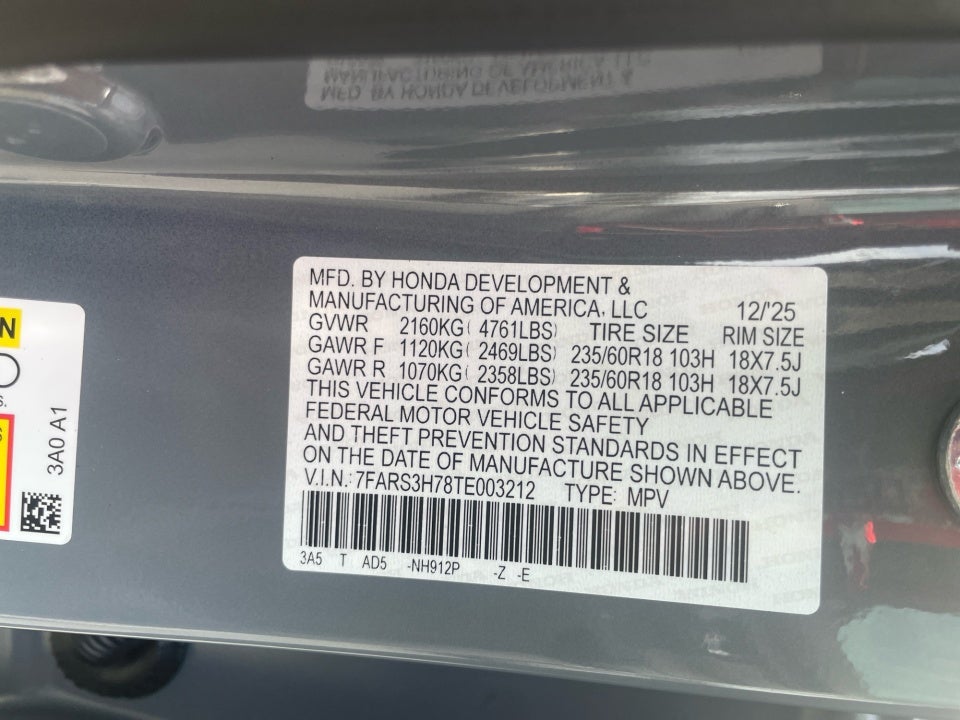 MFD. BY HONDA DEVELOPMENT &
MANUFACTURING OF AMERICA, LLC 12/'25
GVWR 2160KG( 4761LBS) TIRE SIZE RIM SIZE
GAWR F 1120KG( 2469LBS) 235/60R18 103H 18X7.5J
GAWR R 1070KG( 2358LBS) 235/60R18 103H 18X7.5J
THIS VEHICLE CONFORMS TO ALL APPLICABLE
FEDERAL MOTOR VEHICLE SAFETY
AND THEFT PREVENTION STANDARDS IN EFFECT
ON THE DATE OF MANUFACTURE SHOWN ABOVE.
V.I.N.: 7FARS3H78TE003212 TYPE: MPV
3A5 T AD5 -NH912P -Z -E
3A0 A1